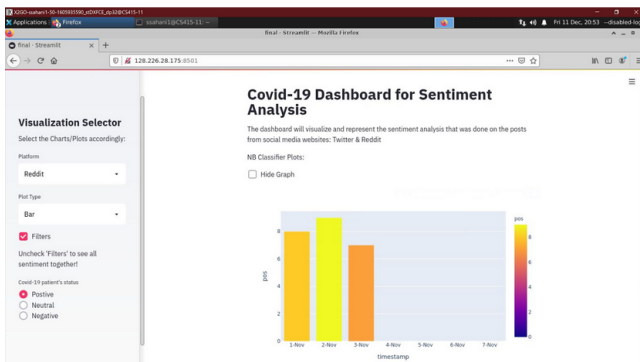 X2GO-ssahani1-50-1605935590_stDXFCE_dp32@CS415-11
Applications
Firefox
ssahani1@CS415-11: ~
Fri 11 Dec, 20:53
--disabled-log
final - Streamlit — Mozilla Firefox
final · Streamlit
128.226.28.175:8501
Visualization Selector
Select the Charts/Plots accordingly:
Platform
Reddit
Plot Type
Bar
Filters
Uncheck 'Filters' to see all
sentiment together!
Covid-19 patient's status
Postive
Neutral
Negative
Covid-19 Dashboard for Sentiment
Analysis
The dashboard will visualize and represent the sentiment analysis that was done on the posts
from social media websites: Twitter & Reddit
NB Classifier Plots:
Hide Graph
pos
8
6
4
2
0
pos
1-Nov 2-Nov 3-Nov 4-Nov 5-Nov 6-Nov 7-Nov
timestamp
8
6
4
2
0